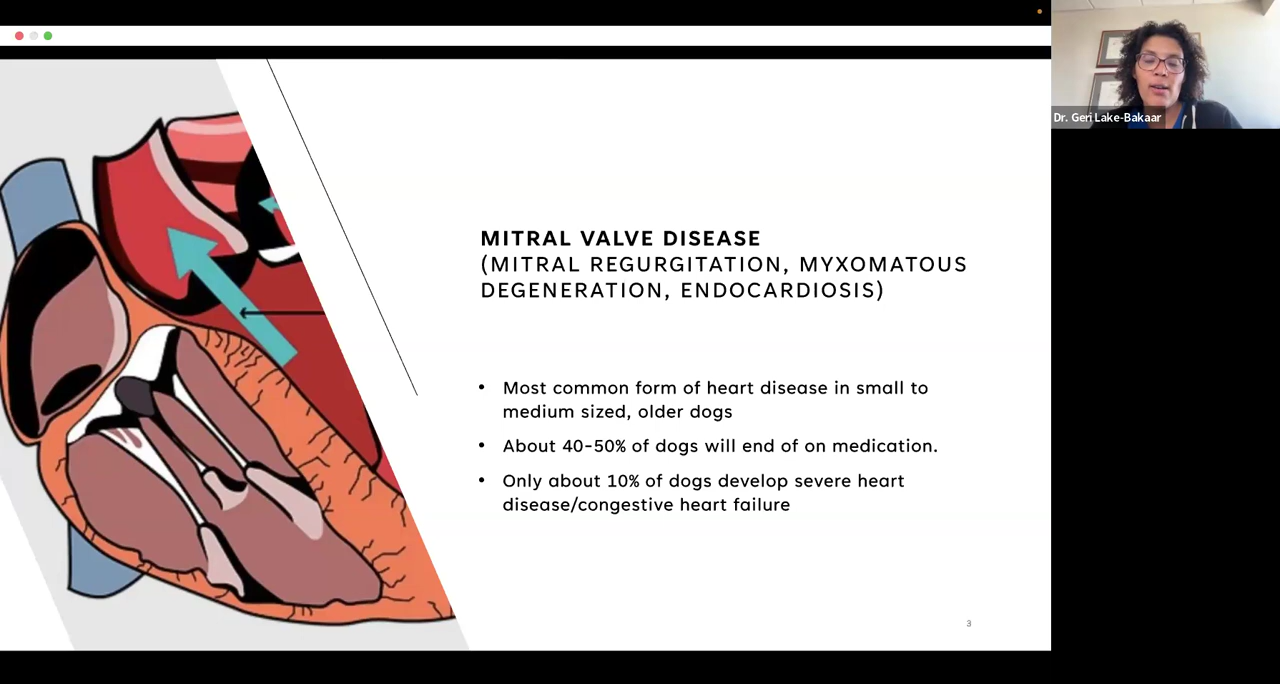 Dr. Geri Lake-Bakaar
MITRAL VALVE DISEASE
(MITRAL REGURGITATION, MYXOMATOUS
DEGENERATION, ENDOCARDIOSIS)
• Most common form of heart disease in small to
medium sized, older dogs
• About 40-50% of dogs will end of on medication.
• Only about 10% of dogs develop severe heart
disease/congestive heart failure
3